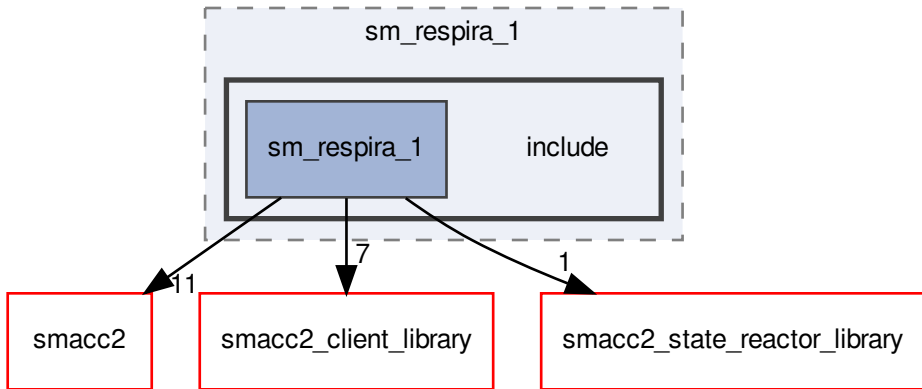 sm_respira_1
sm_respira_1
include
11
7
1
smacc2
smacc2_client_library
smacc2_state_reactor_library